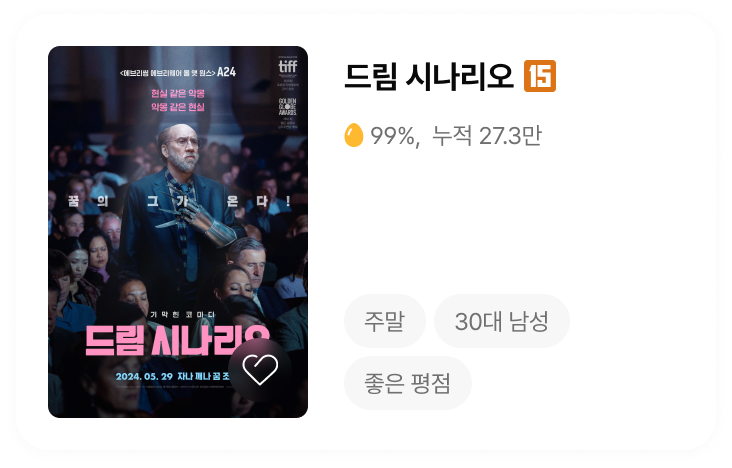 <에브리씽 에브리웨어 올 앳 원스> A24
tiff
현실 같은 악몽
악몽 같은 현실
GOLDEN
GLOBE
AWARDS
꿈의 그가 온다!
기막힌 코미디
드림 시나리오
2024. 05. 29 자나 깨나 꿈 조
드림 시나리오 15
99%, 누적 27.3만
주말
30대 남성
좋은 평점